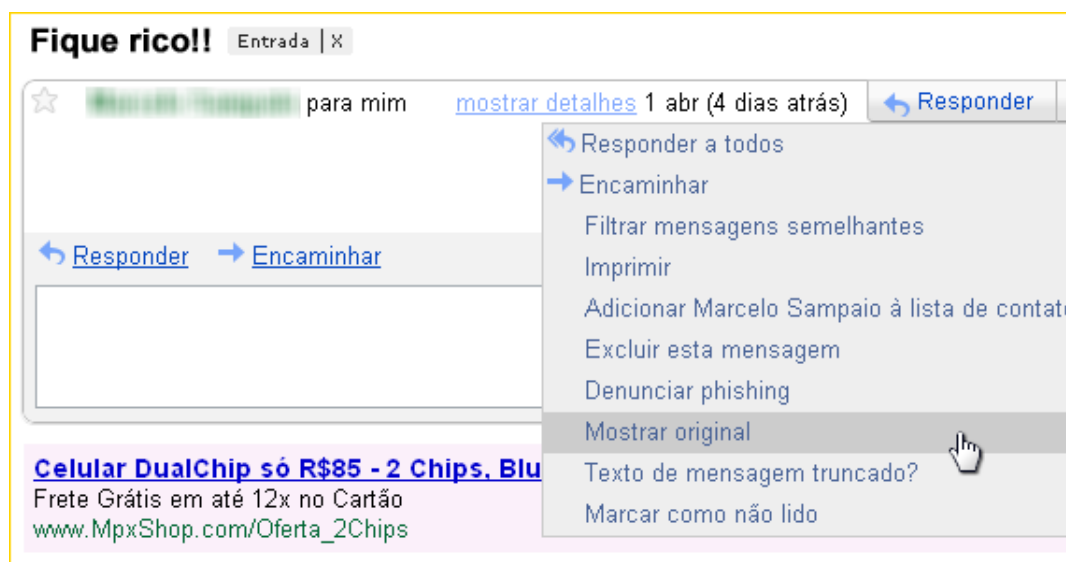 Fique rico!! Entrada | X
para mim mostrar detalhes 1 abr (4 dias atrás) Responder
Responder a todos
Encaminhar
Filtrar mensagens semelhantes
Responder Encaminhar
Imprimir
Adicionar Marcelo Sampaio à lista de contat
Excluir esta mensagem
Denunciar phishing
Mostrar original
Texto de mensagem truncado?
Marcar como não lido
Celular DualChip só R$85 - 2 Chips, Blu
Frete Grátis em até 12x no Cartão
www.MpxShop.com/Oferta_2Chips